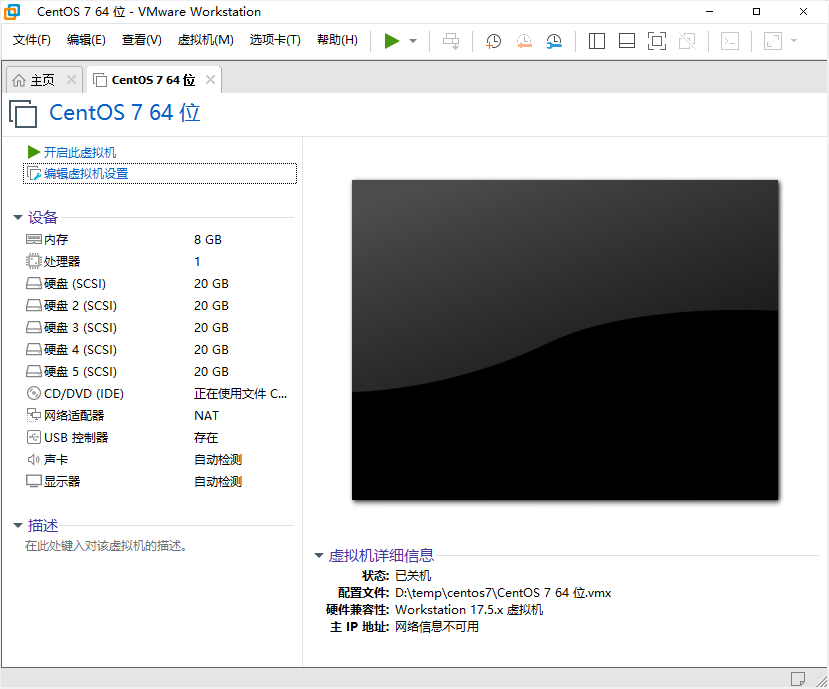 CentOS 7 64 位 - VMware Workstation
文件(F) 编辑(E) 查看(V) 虚拟机(M) 选项卡(T) 帮助(H)
主页 CentOS 7 64 位
CentOS 7 64 位
开启此虚拟机
编辑虚拟机设置
设备
内存 8 GB
处理器 1
硬盘 (SCSI) 20 GB
硬盘 2 (SCSI) 20 GB
硬盘 3 (SCSI) 20 GB
硬盘 4 (SCSI) 20 GB
硬盘 5 (SCSI) 20 GB
CD/DVD (IDE) 正在使用文件 C...
网络适配器 NAT
USB 控制器 存在
声卡 自动检测
显示器 自动检测
描述
在此处键入对该虚拟机的描述。
虚拟机详细信息
状态: 已关机
配置文件: D:\temp\centos7\CentOS 7 64 位.vmx
硬件兼容性: Workstation 17.5.x 虚拟机
主 IP 地址: 网络信息不可用